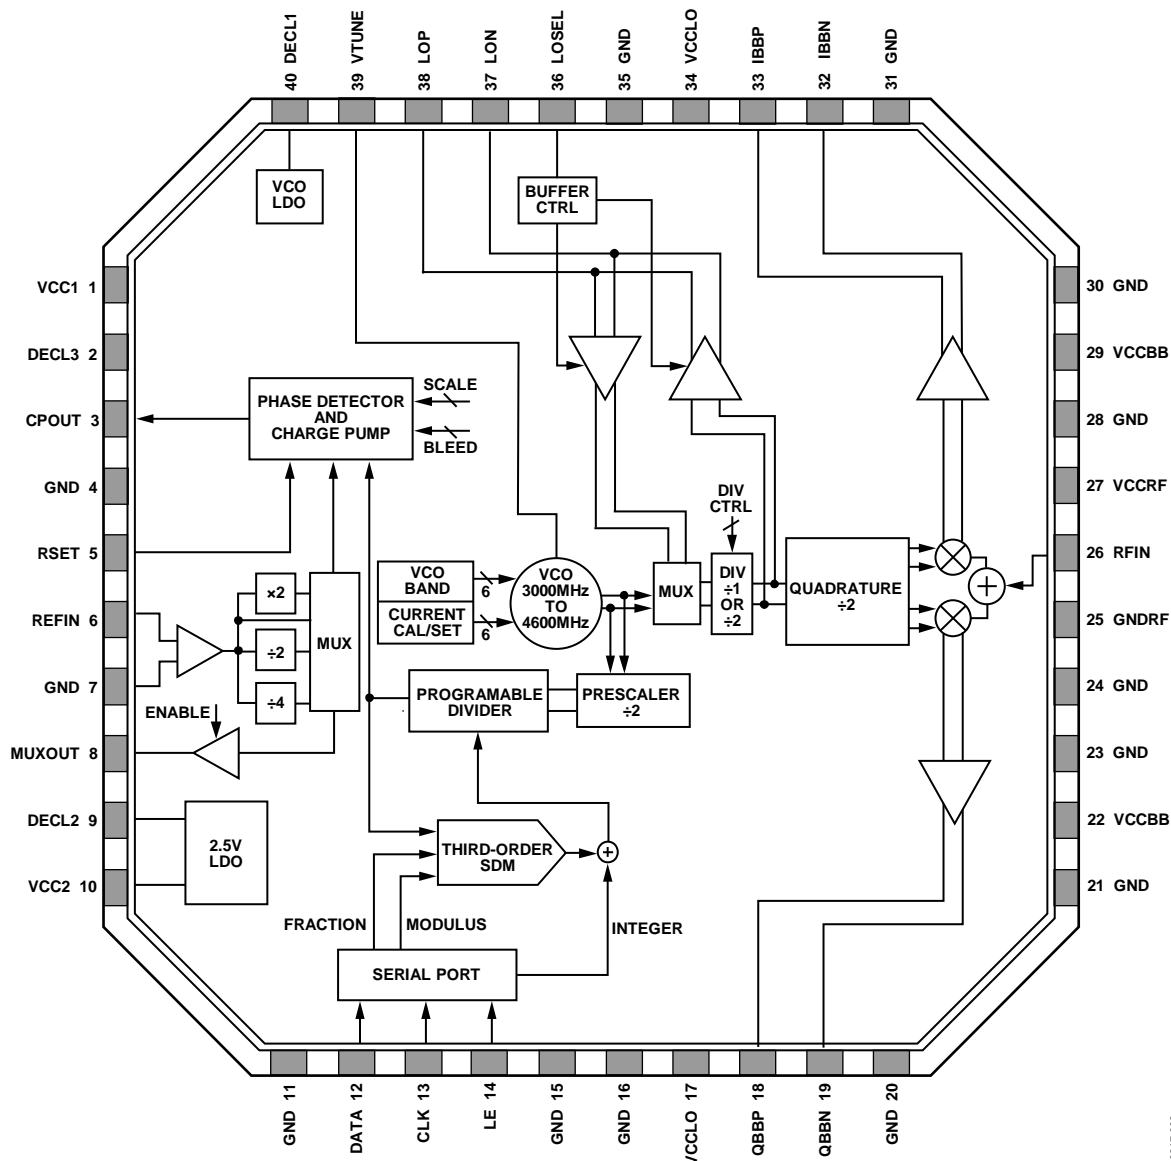 40 DECL1
39 VTUNE
38 LOP
37 LON
36 LOSEL
35 GND
34 VCCLO
33 IBBP
32 IBBN
31 GND
VCO
LDO
BUFFER
CTRL
VCC1 1
DECL3 2
CPOUT 3
GND 4
RSET 5
REFIN 6
GND 7
MUXOUT 8
DECL2 9
VCC2 10
30 GND
29 VCCBB
28 GND
27 VCCRF
26 RFIN
25 GNDRF
24 GND
23 GND
22 VCCBB
21 GND
PHASE DETECTOR
AND
CHARGE PUMP
SCALE
BLEED
DIV
CTRL
VCO
BAND
6
CURRENT
CAL/SET
6
VCO
3000MHz
TO
4600MHz
MUX
DIV
÷1
OR
÷2
QUADRATURE
÷2
×2
÷2
÷4
MUX
ENABLE
PROGRAMABLE
DIVIDER
PRESCALER
÷2
2.5V
LDO
THIRD-ORDER
SDM
+
+
FRACTION
MODULUS
INTEGER
SERIAL PORT
GND 11
DATA 12
CLK 13
LE 14
GND 15
GND 16
VCCLO 17
QBBP 18
QBBN 19
GND 20